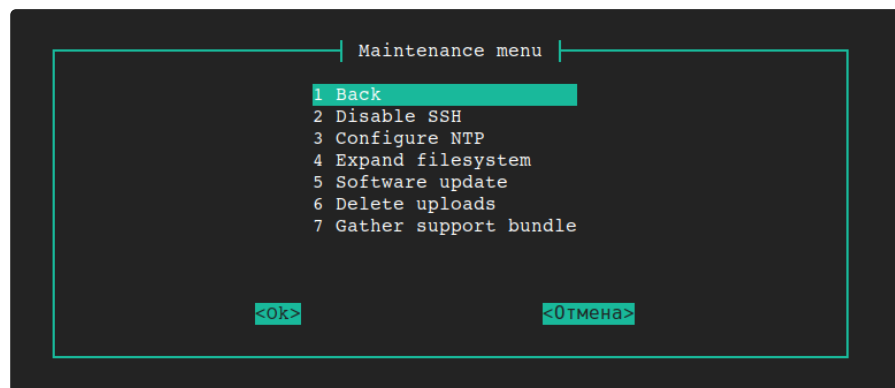 Maintenance menu
1 Back
2 Disable SSH
3 Configure NTP
4 Expand filesystem
5 Software update
6 Delete uploads
7 Gather support bundle
<Ok> <Отмена>